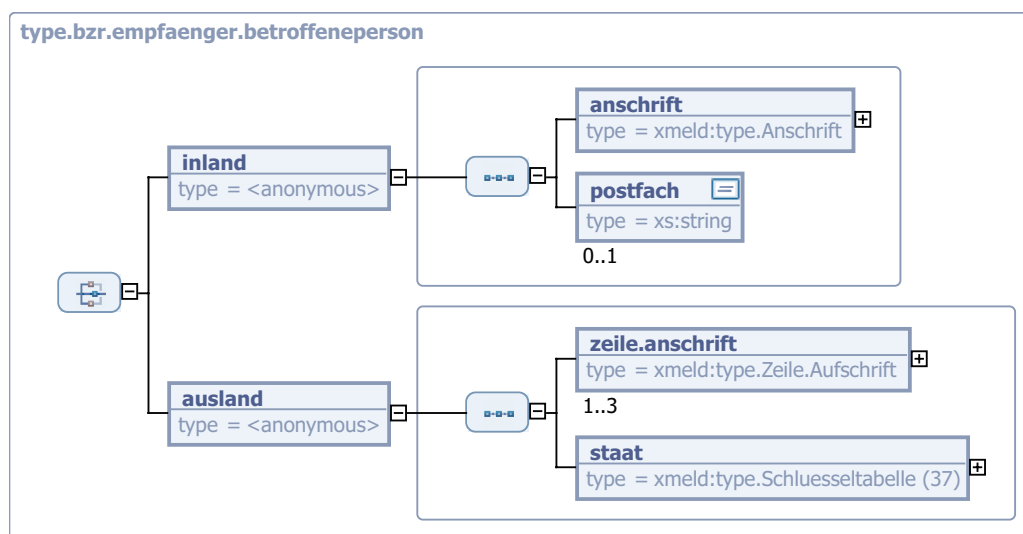 type.bzr.empfaenger.betroffeneperson
inland
type = <anonymous>
anschrift
type = xmeld:type.Anschrift
postfach
type = xs:string
0..1
ausland
type = <anonymous>
zeile.anschrift
type = xmeld:type.Zeile.Aufschrift
1..3
staat
type = xmeld:type.Schluesseltabelle (37)